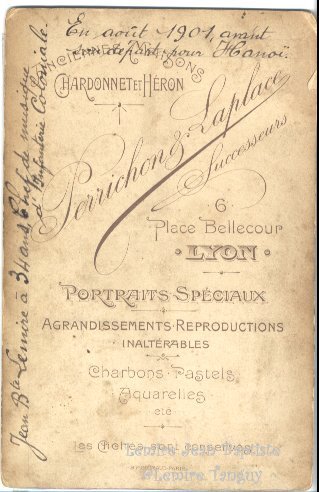 En août 1901, avant
son départ pour Hanoï.
Jean Bte Lemire à 34 ans, Chef de musique
d'Infanterie Coloniale.
ANCIENNES MAISONS
CHARDONNET ET HÉRON
Perrichon & Laplace
Successeurs
6
Place Bellecour
LYON
PORTRAITS SPÉCIAUX
AGRANDISSEMENTS-REPRODUCTIONS
INALTÉRABLES
Charbons-Pastels
Aquarelles
etc
les Clichés sont conservés
Lemire Jean Baptiste
Lemire Tanguy